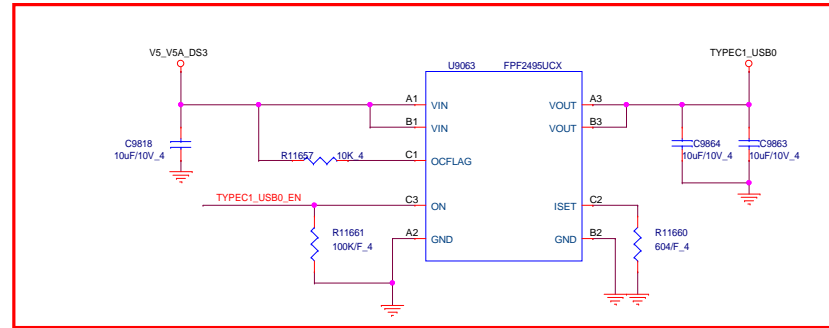 V5_V5A_DS3
TYPEC1_USB0
U9063 FPF2495UCX
A1 VIN VOUT A3
B1 VIN VOUT B3
C9818
10uF/10V_4
C9864
10uF/10V_4
C9863
10uF/10V_4
R11657 10K_4 C1 OCFLAG
TYPEC1_USB0_EN C3 ON ISET C2
R11661
100K/F_4
A2 GND GND B2
R11660
604/F_4